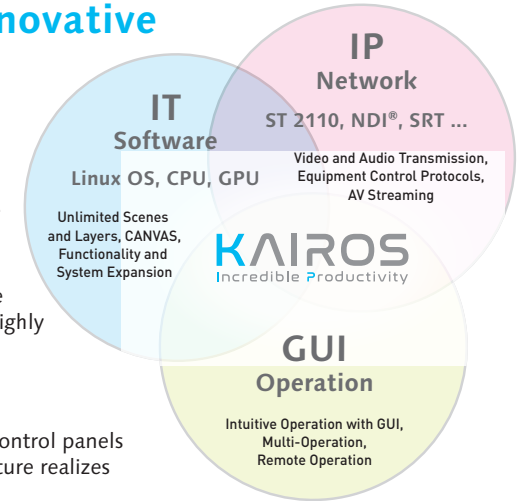 novative
IP
Network
ST 2110, NDI®, SRT ...
Video and Audio Transmission,
Equipment Control Protocols,
AV Streaming
IT
Software
Linux OS, CPU, GPU
Unlimited Scenes
and Layers, CANVAS,
Functionality and
System Expansion
KAIROS
Incredible Productivity
GUI
Operation
Intuitive Operation with GUI,
Multi-Operation,
Remote Operation
ighly
ontrol panels
ture realizes